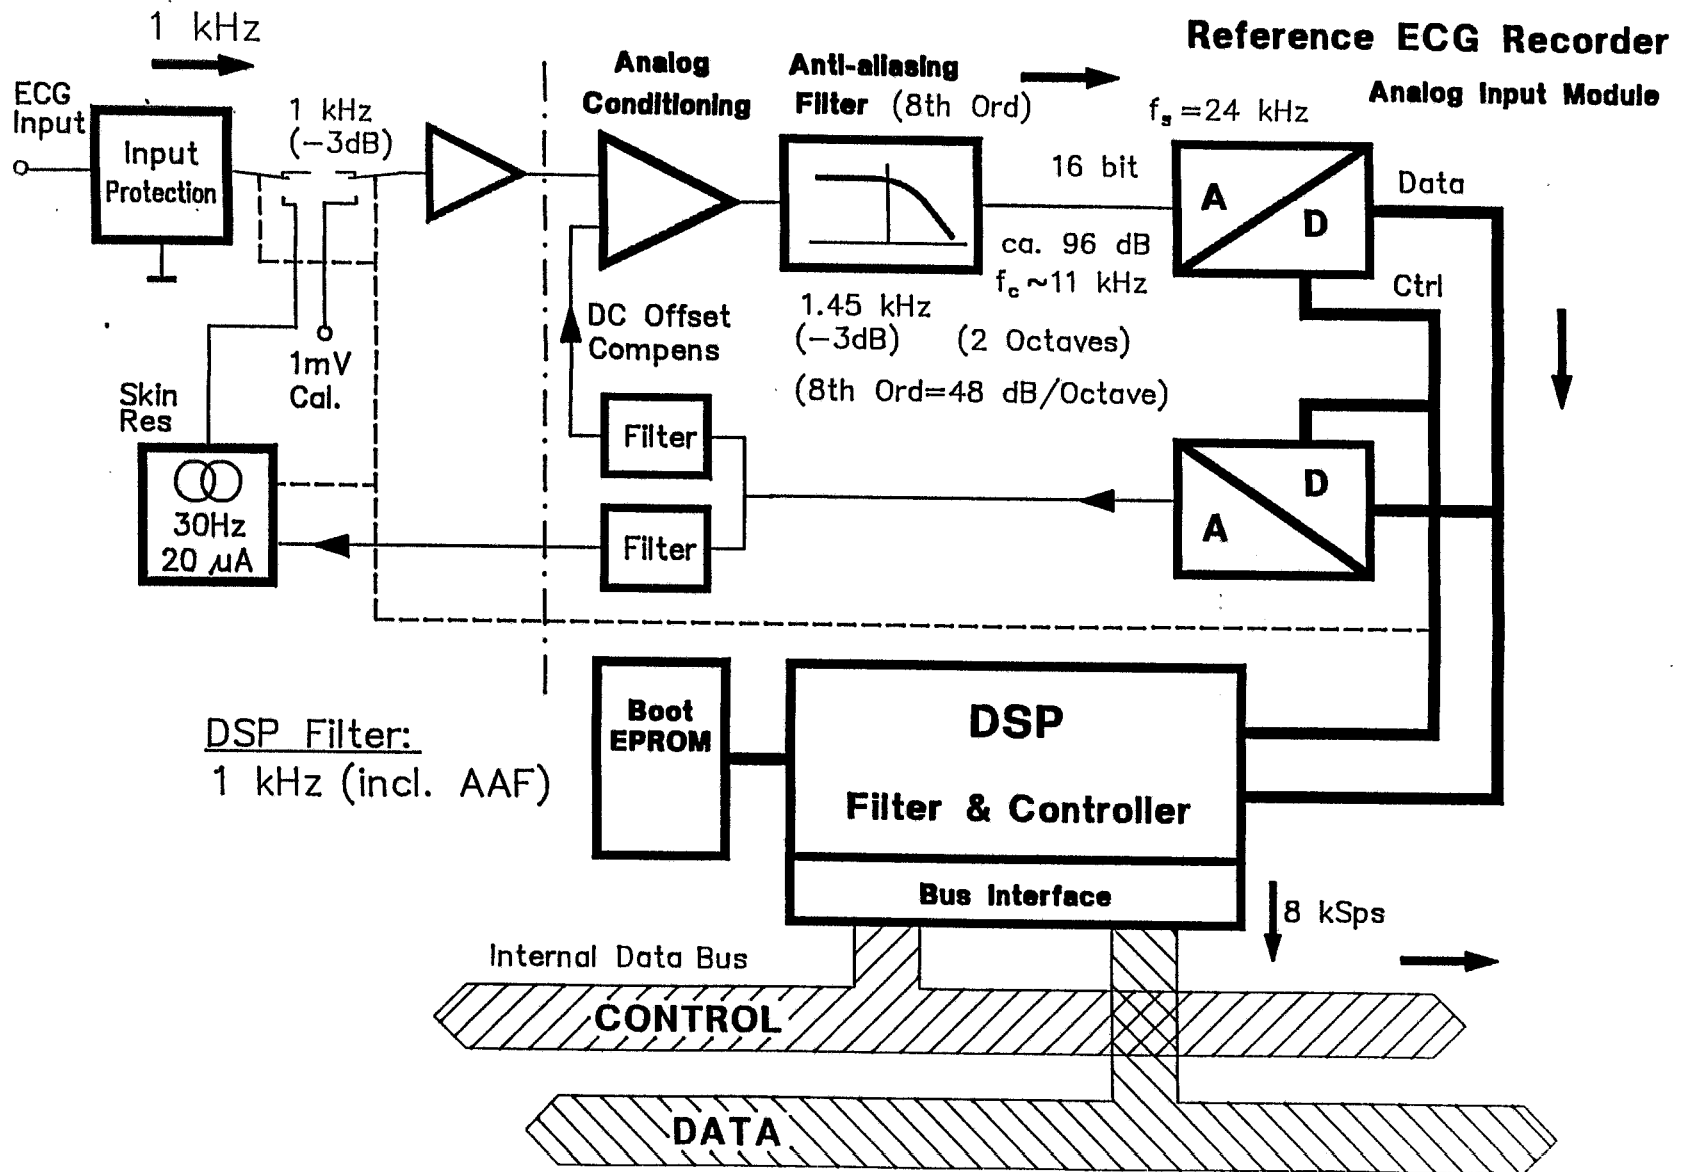 1 kHz
Reference ECG Recorder
Analog Input Module
ECG
Input
Input
Protection
1 kHz
(-3dB)
Analog
Conditioning
Anti-aliasing
Filter (8th Ord)
fs=24 kHz
16 bit
A
D
Data
Ctrl
ca. 96 dB
fc~11 kHz
1.45 kHz
(-3dB) (2 Octaves)
(8th Ord=48 dB/Octave)
DC Offset
Compens
1mV
Cal.
Skin
Res
30Hz
20 µA
Filter
Filter
D
A
DSP Filter:
1 kHz (incl. AAF)
Boot
EPROM
DSP
Filter & Controller
Bus Interface
8 kSps
Internal Data Bus
CONTROL
DATA